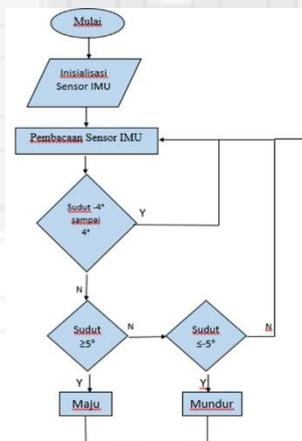 Mulai
Inisialisasi
Sensor IMU
Pembacaan Sensor IMU
Sudut -4°
sampai
4°
Y
N
Sudut
≥5°
N
Sudut
≤-5°
N
Y
Y
Maju
Mundur